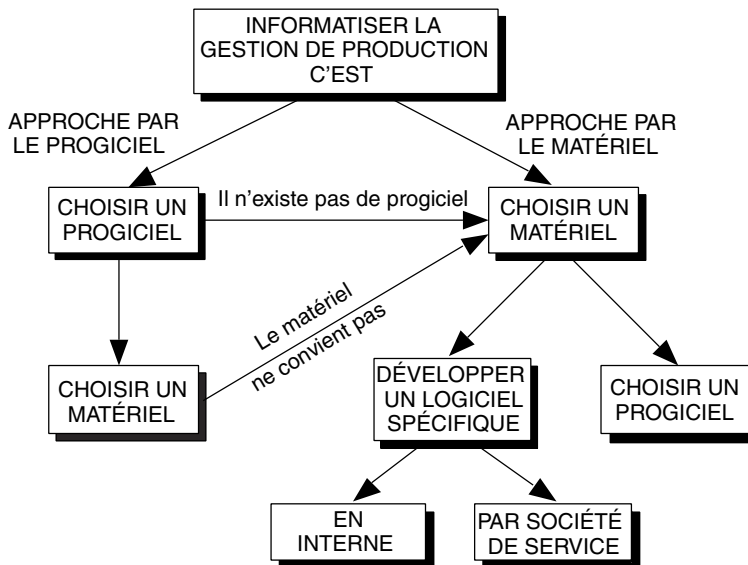 INFORMATISER LA
GESTION DE PRODUCTION
C'EST
APPROCHE PAR
LE PROGICIEL
APPROCHE PAR
LE MATÉRIEL
CHOISIR UN
PROGICIEL
Il n'existe pas de progiciel
CHOISIR UN
MATÉRIEL
Le matériel
ne convient pas
CHOISIR UN
MATÉRIEL
DÉVELOPPER
UN LOGICIEL
SPÉCIFIQUE
CHOISIR UN
PROGICIEL
EN
INTERNE
PAR SOCIÉTÉ
DE SERVICE